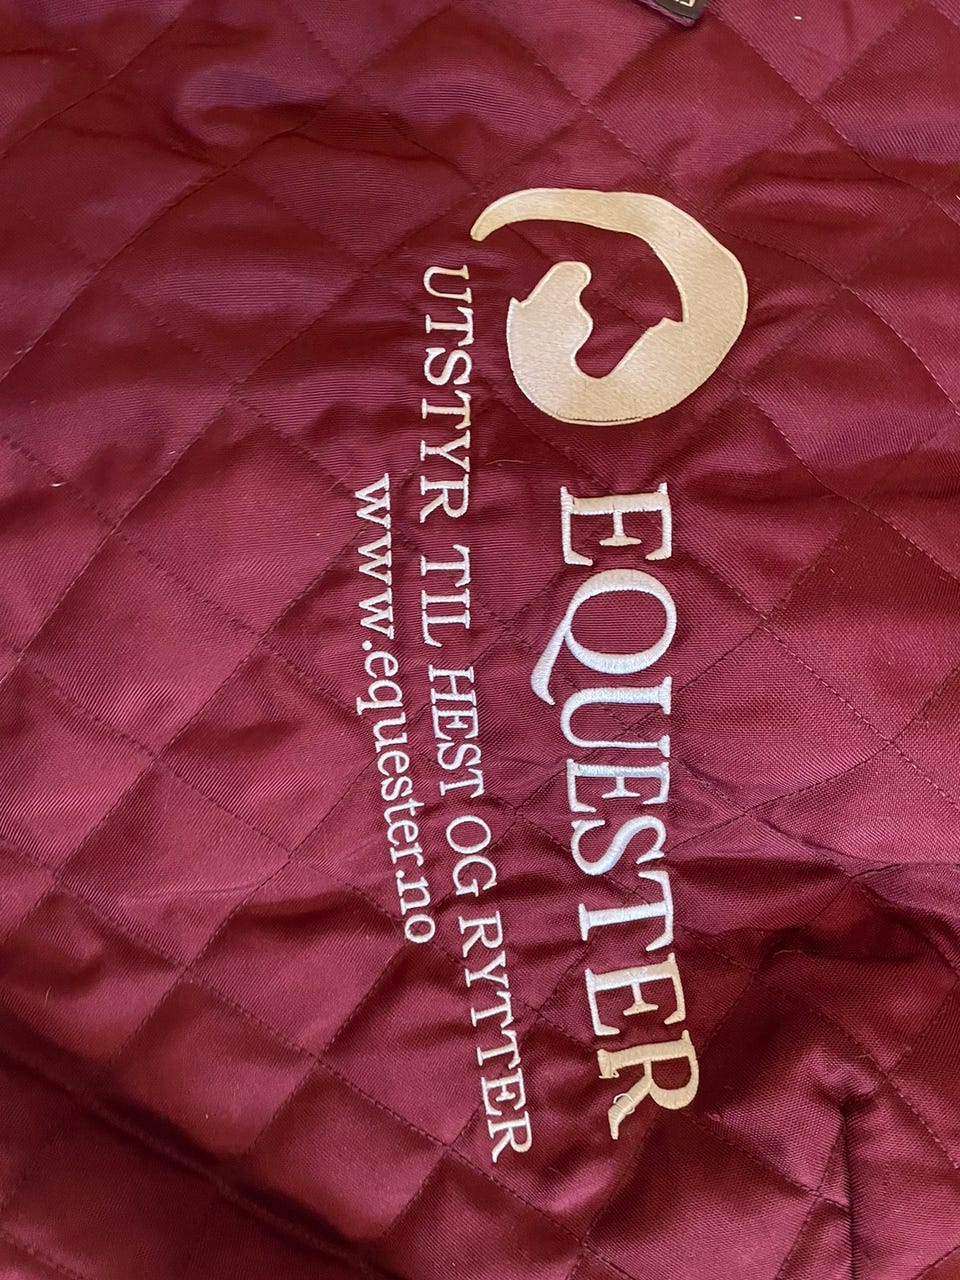 EQUESTER
UTSTYR TIL HEST OG RYTTER
www.equester.no